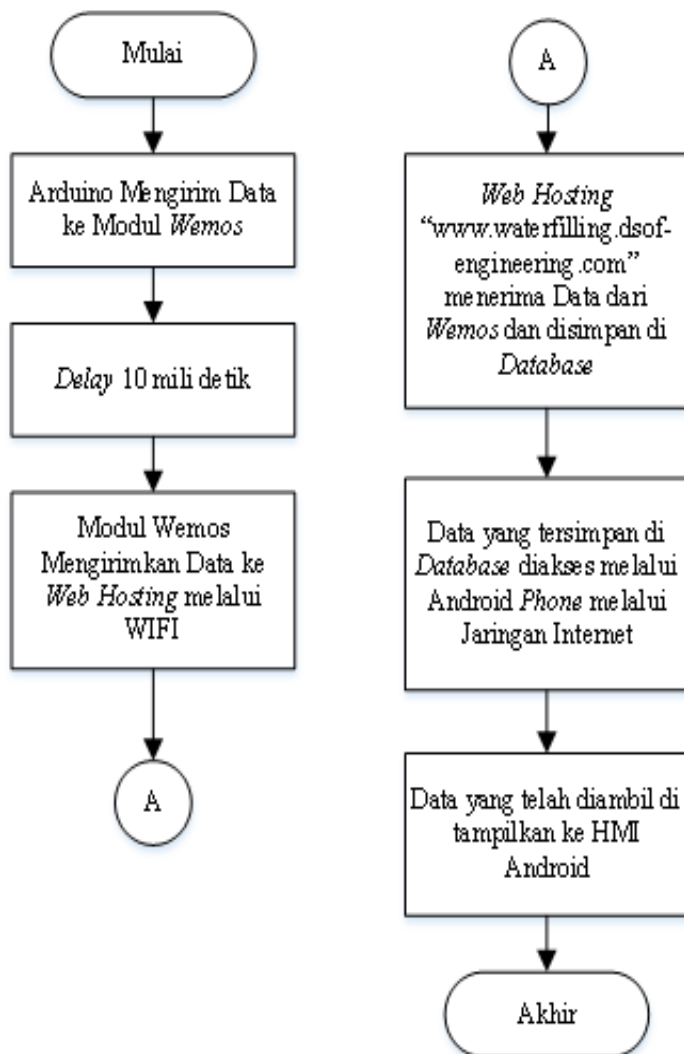 Mulai
Arduino Mengirim Data
ke Modul Wemos
Delay 10 mili detik
Modul Wemos
Mengirimkan Data ke
Web Hosting melalui
WIFI
A
A
Web Hosting
“www.waterfilling.dsof-
engineering.com”
menerima Data dari
Wemos dan disimpan di
Database
Data yang tersimpan di
Database diakses melalui
Android Phone melalui
Jaringan Internet
Data yang telah diambil di
tampilkan ke HMI
Android
Akhir